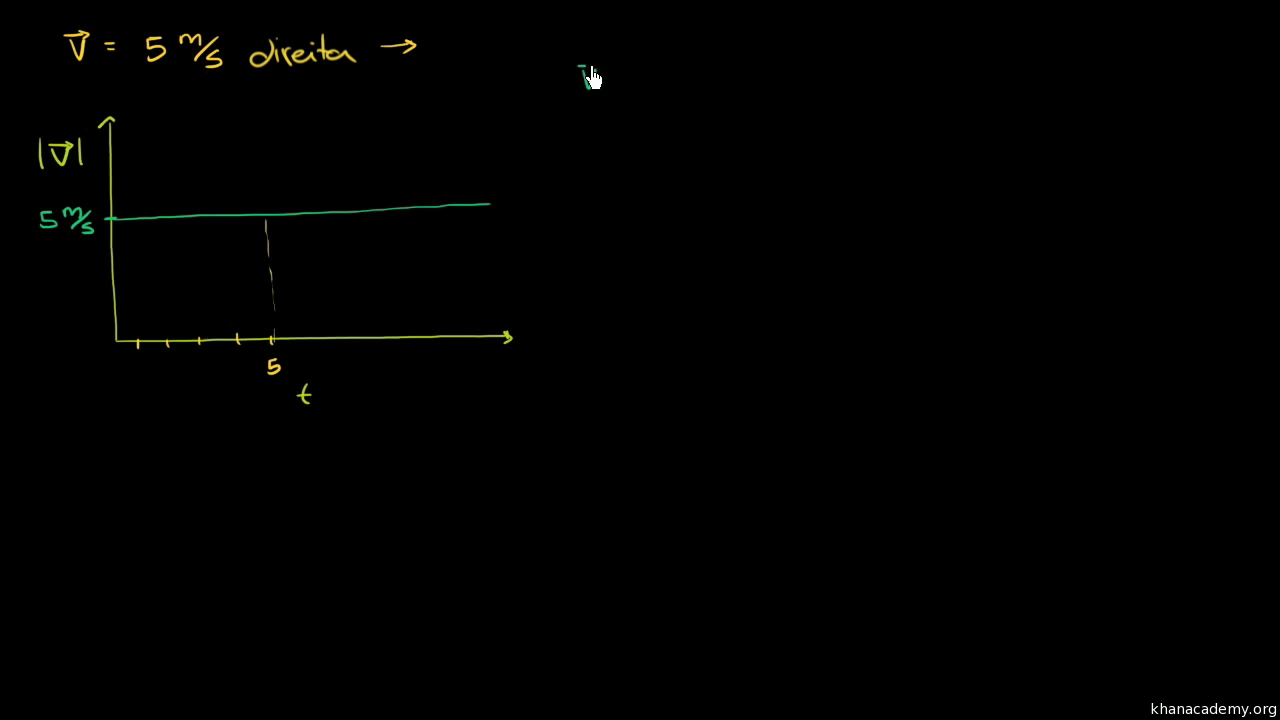 v⃗ = 5 m/s direita →
|v⃗|
5 m/s
5
t
khanacademy.org